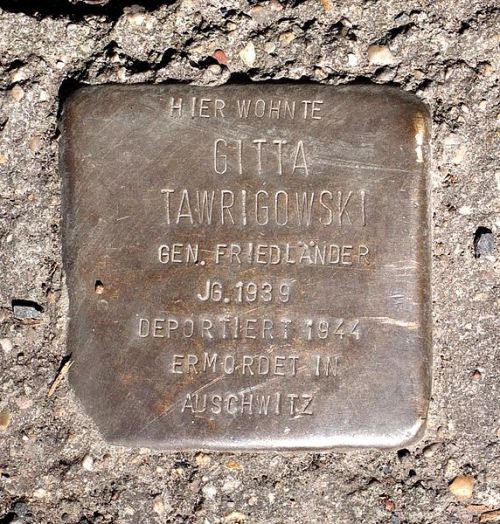 HIER WOHNTE
GITTA
TAWRIGOWSKI
GEN. FRIEDLÄNDER
JG. 1939
DEPORTIERT 1944
ERMORDET IN
AUSCHWITZ